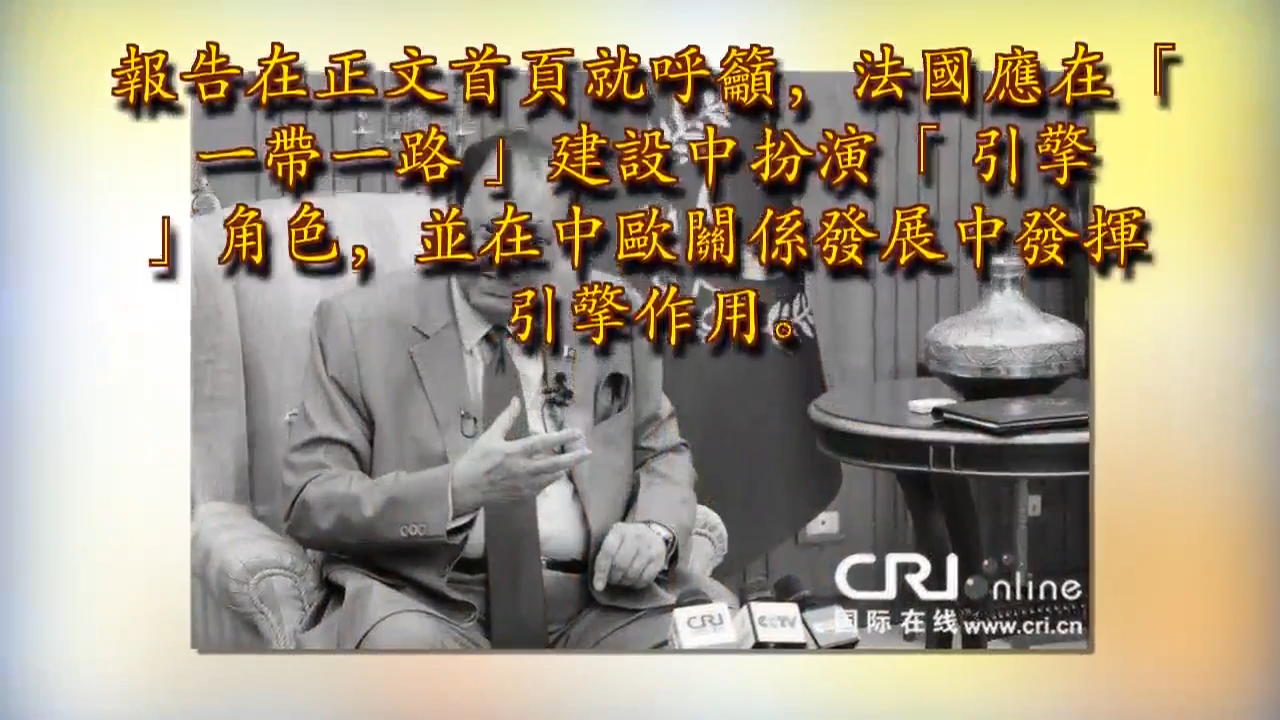 報告在正文首頁就呼籲，法國應在「
一帶一路 」建設中扮演「 引擎
」角色，並在中歐關係發展中發揮
引擎作用。
CRI Online
国际在线 www.cri.cn
CRI
CCTV